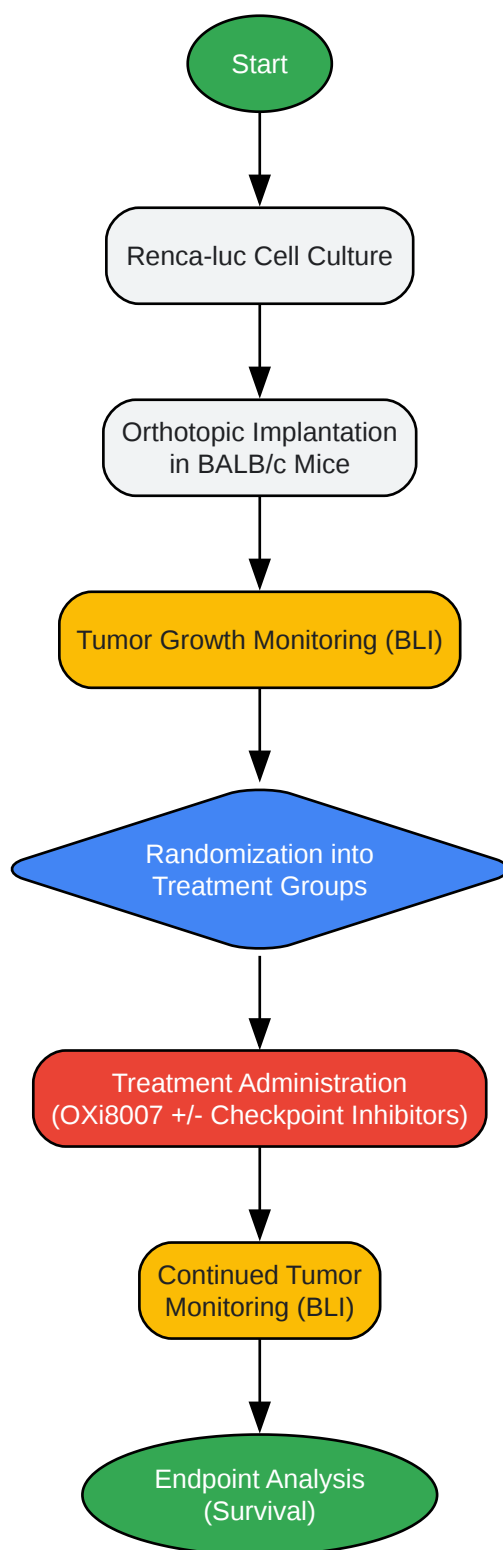 Start
Renca-luc Cell Culture
Orthotopic Implantation
in BALB/c Mice
Tumor Growth Monitoring (BLI)
Randomization into
Treatment Groups
Treatment Administration
(OXi8007 +/- Checkpoint Inhibitors)
Continued Tumor
Monitoring (BLI)
Endpoint Analysis
(Survival)